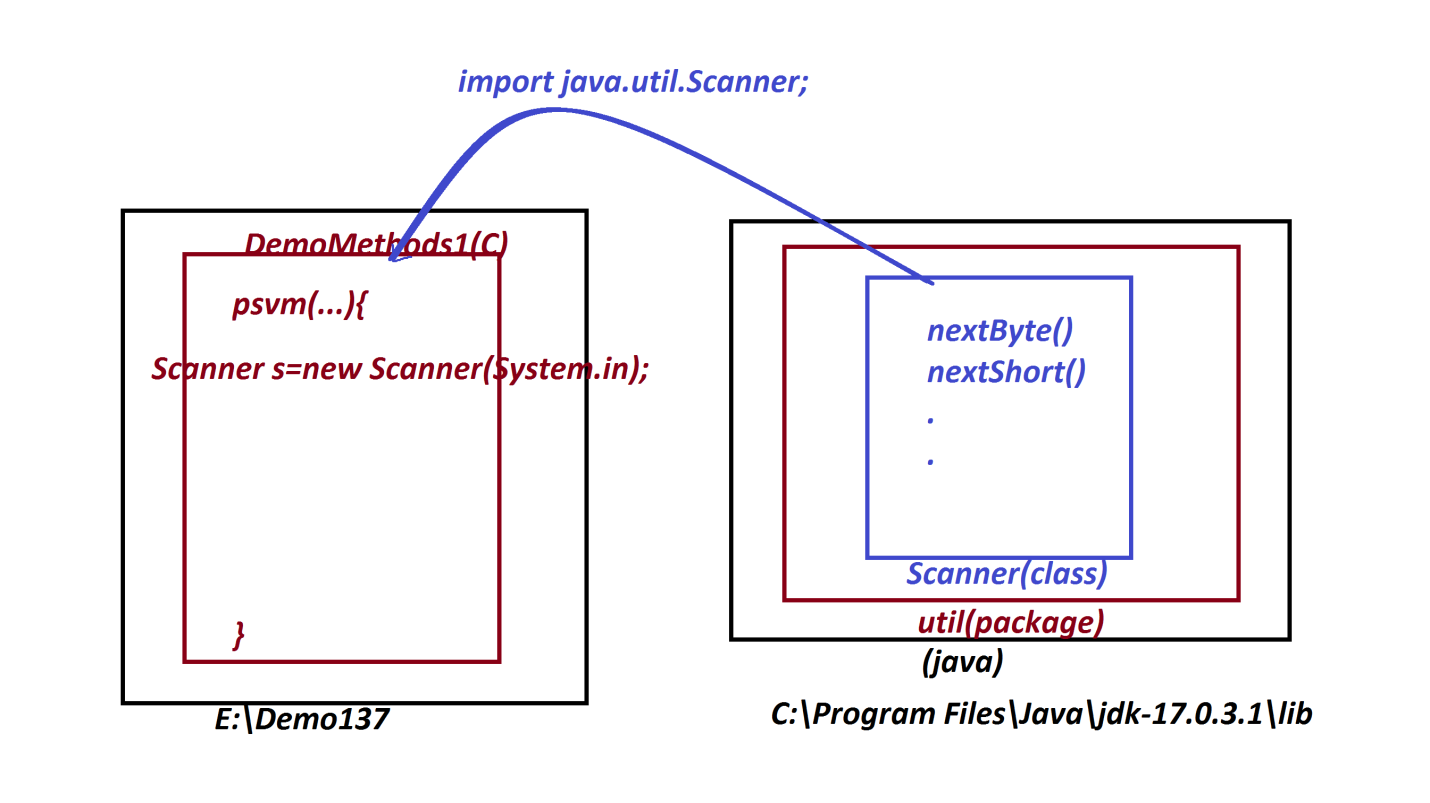 import java.util.Scanner;
DemoMethods1(C)
psvm(...){
Scanner s=new Scanner(System.in);
}
E:\Demo137
nextByte()
nextShort()
.
.
Scanner(class)
util(package)
(java)
C:\Program Files\Java\jdk-17.0.3.1\lib